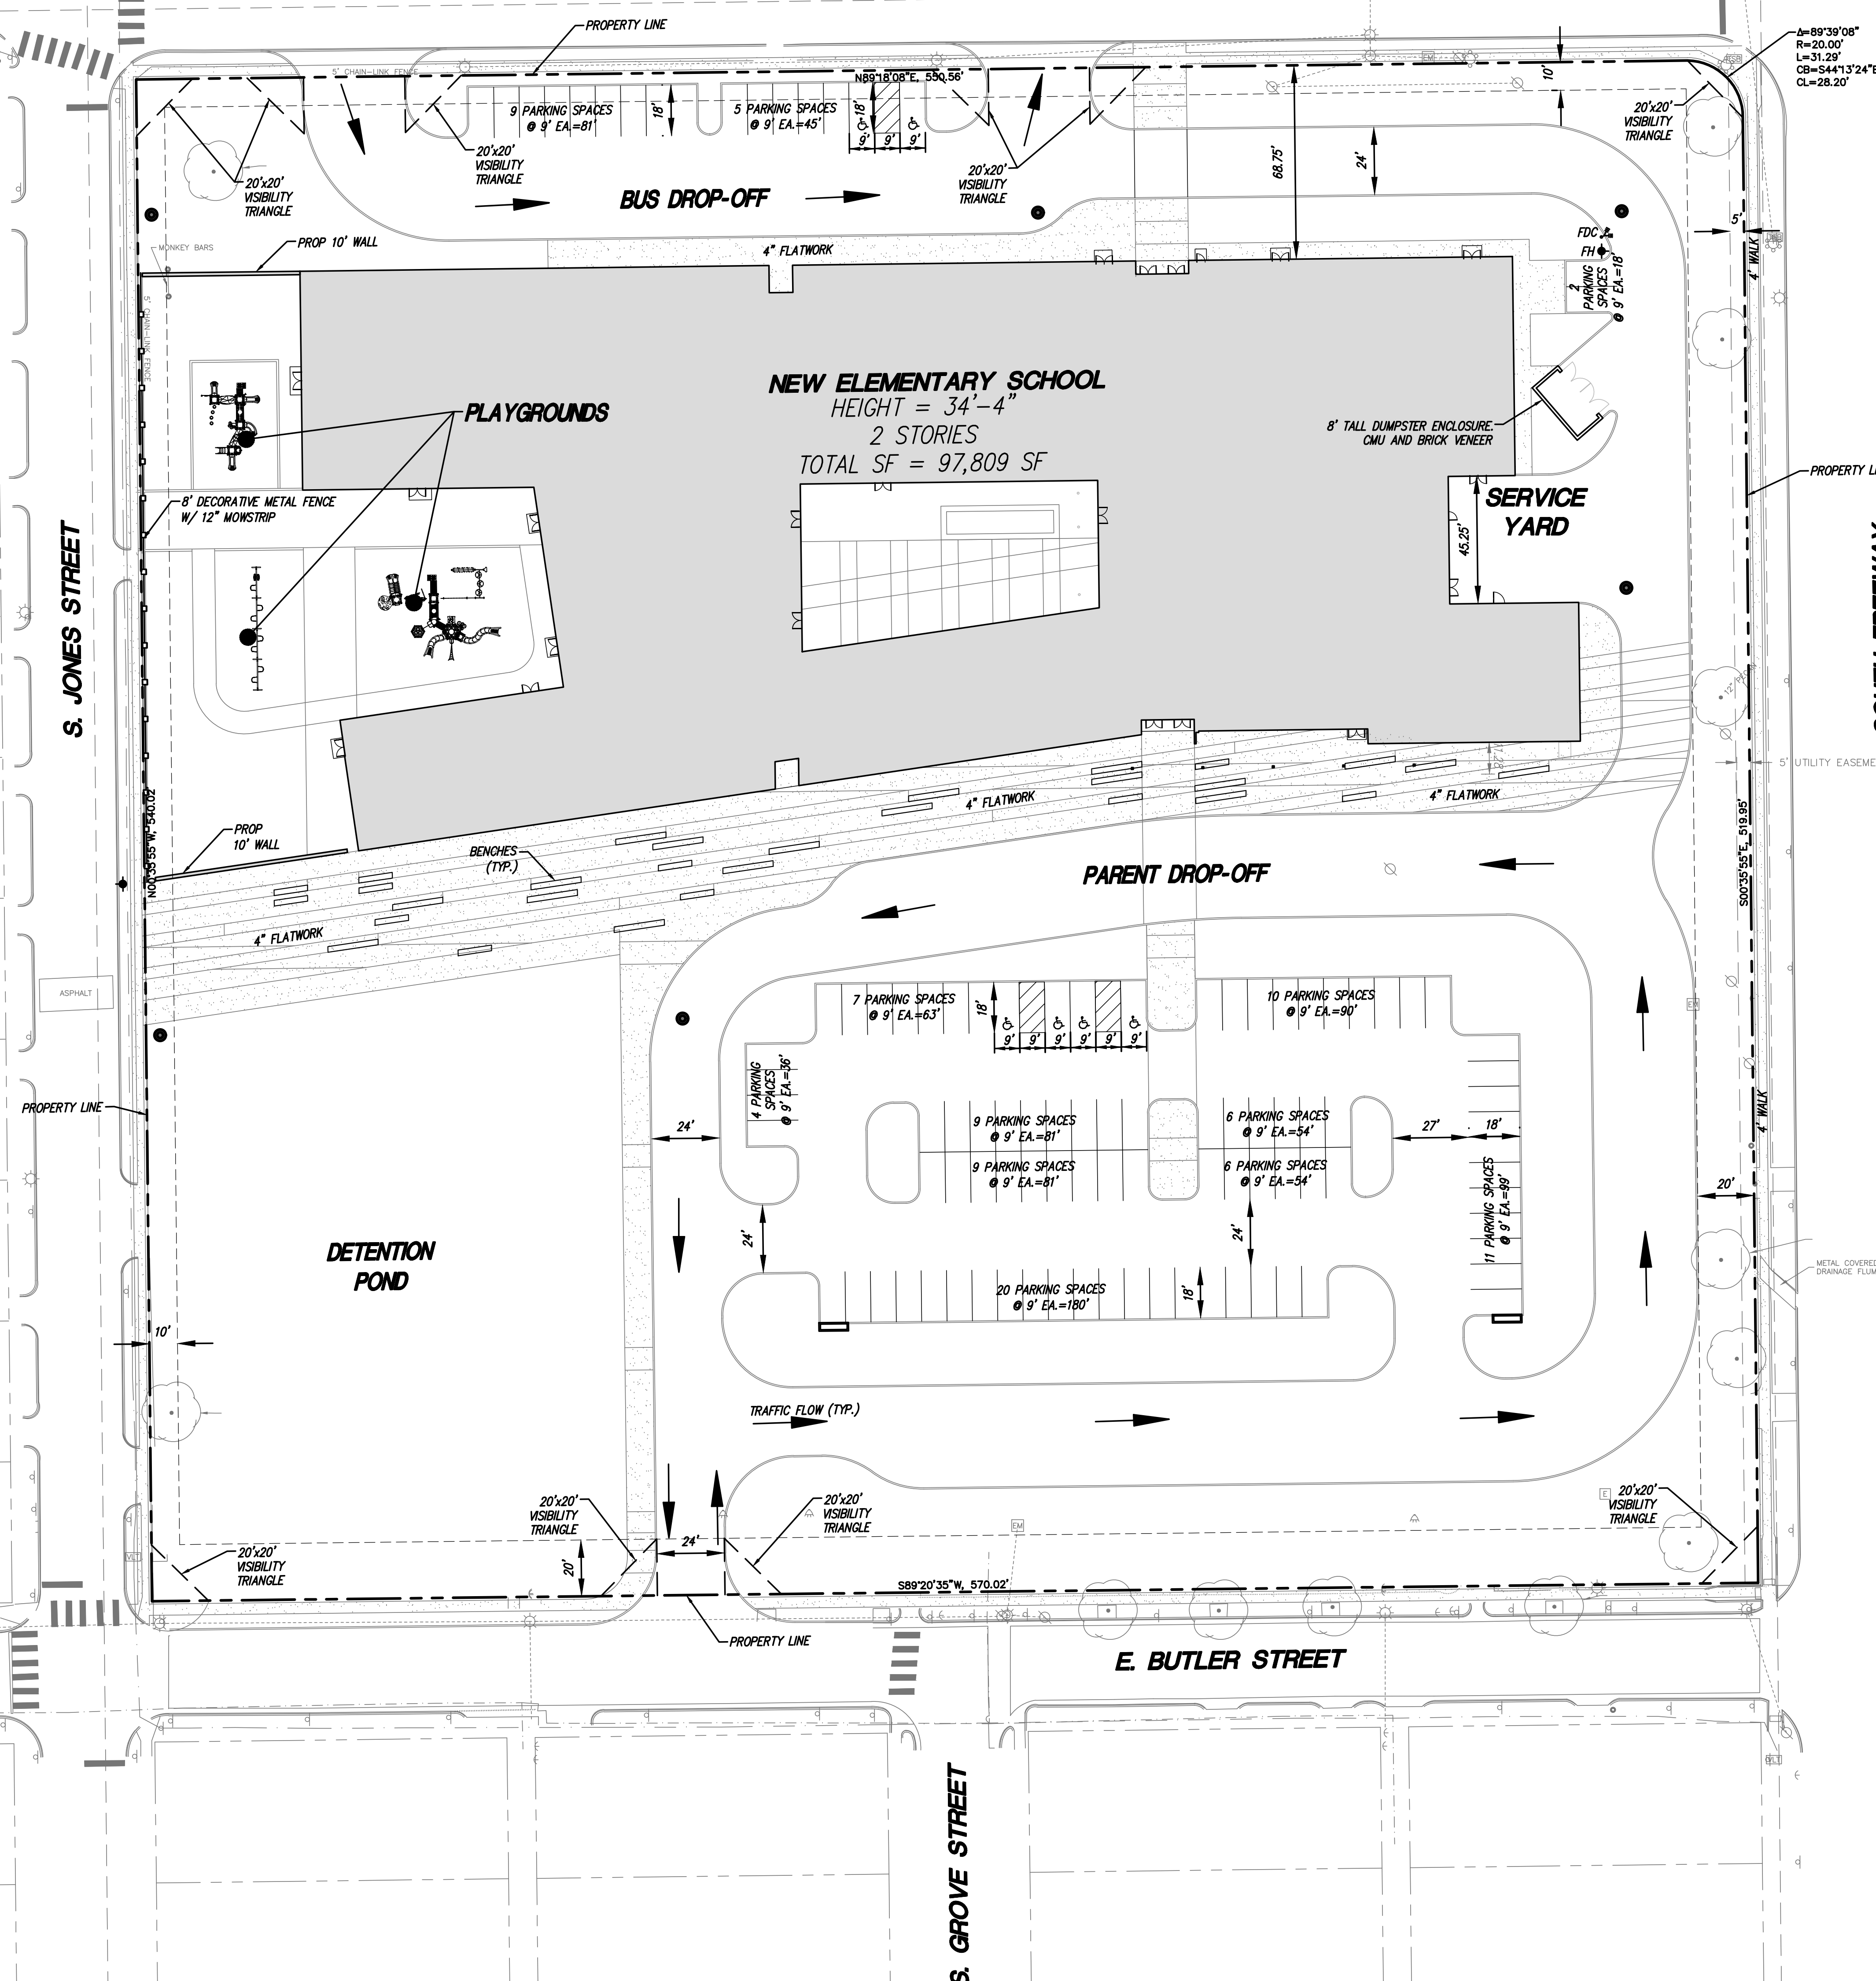 PROPERTY LINE
Δ=89°39'08"
R=20.00'
L=31.29'
CB=S44°13'24"E
CL=28.20'
5' CHAIN-LINK FENCE
N89°18'08"E, 550.56'
EM
10'
20'x20'
VISIBILITY
TRIANGLE
9 PARKING SPACES
@ 9' EA.=81'
18'
5 PARKING SPACES
@ 9' EA.=45'
18'
9'
9'
9'
20'x20'
VISIBILITY
TRIANGLE
20'x20'
VISIBILITY
TRIANGLE
20'x20'
VISIBILITY
TRIANGLE
68.75'
24'
BUS DROP-OFF
5'
4' WALK
MONKEY BARS
PROP 10' WALL
4" FLATWORK
FDC
FH
2
PARKING
SPACES
@ 9' EA.=18'
5' CHAIN-LINK FENCE
NEW ELEMENTARY SCHOOL
HEIGHT = 34'-4"
2 STORIES
TOTAL SF = 97,809 SF
PLAYGROUNDS
8' TALL DUMPSTER ENCLOSURE.
CMU AND BRICK VENEER
PROPERTY LI
8' DECORATIVE METAL FENCE
W/ 12" MOWSTRIP
SERVICE
YARD
45.25'
S. JONES STREET
5' UTILITY EASEME
N00°35'55"W, 540.02'
PROP
10' WALL
BENCHES
(TYP.)
4" FLATWORK
4" FLATWORK
4" FLATWORK
S00°35'55"E, 519.95'
PARENT DROP-OFF
ASPHALT
7 PARKING SPACES
@ 9' EA.=63'
18'
9'
9'
9'
9'
9'
9'
10 PARKING SPACES
@ 9' EA.=90'
EM
4 PARKING
SPACES
@ 9' EA.=36'
PROPERTY LINE
24'
9 PARKING SPACES
@ 9' EA.=81'
6 PARKING SPACES
@ 9' EA.=54'
27'
18'
4' WALK
9 PARKING SPACES
@ 9' EA.=81'
6 PARKING SPACES
@ 9' EA.=54'
11 PARKING SPACES
@ 9' EA.=99'
20'
24'
24'
DETENTION
POND
METAL COVERED
DRAINAGE FLUM
20 PARKING SPACES
@ 9' EA.=180'
18'
10'
TRAFFIC FLOW (TYP.)
20'x20'
VISIBILITY
TRIANGLE
20'x20'
VISIBILITY
TRIANGLE
E
20'x20'
VISIBILITY
TRIANGLE
EM
VLT
20'x20'
VISIBILITY
TRIANGLE
20'
24'
S89°20'35"W, 570.02'
PROPERTY LINE
E. BUTLER STREET
VLT
S. GROVE STREET